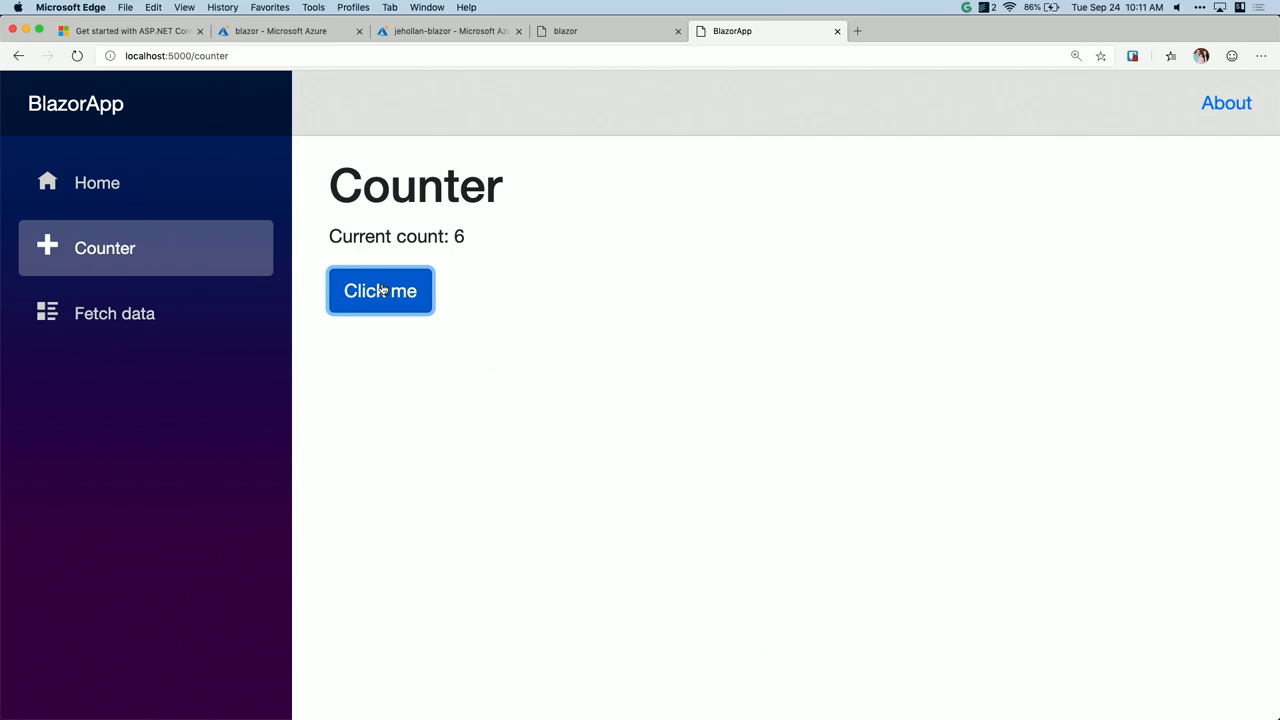 Microsoft Edge File Edit View History Favorites Tools Profiles Tab Window Help 2 86% Tue Sep 24 10:11 AM
Get started with ASP.NET Cor blazor - Microsoft Azure jehollan-blazor - Microsoft Az blazor BlazorApp
localhost:5000/counter
BlazorApp About
Home
Counter
Fetch data
Counter
Current count: 6
Click me